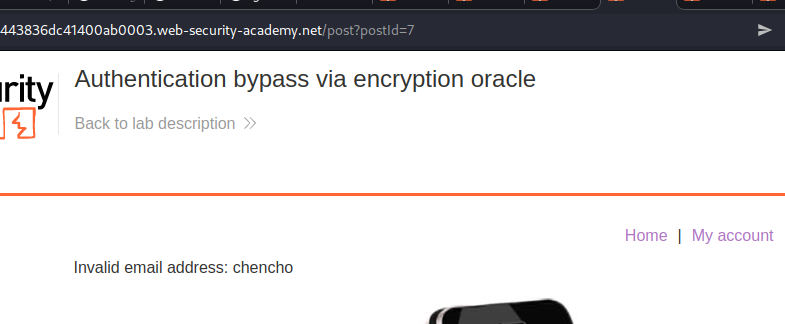 443836dc41400ab0003.web-security-academy.net/post?postId=7
urity
Authentication bypass via encryption oracle
Back to lab description
Home | My account
Invalid email address: chencho